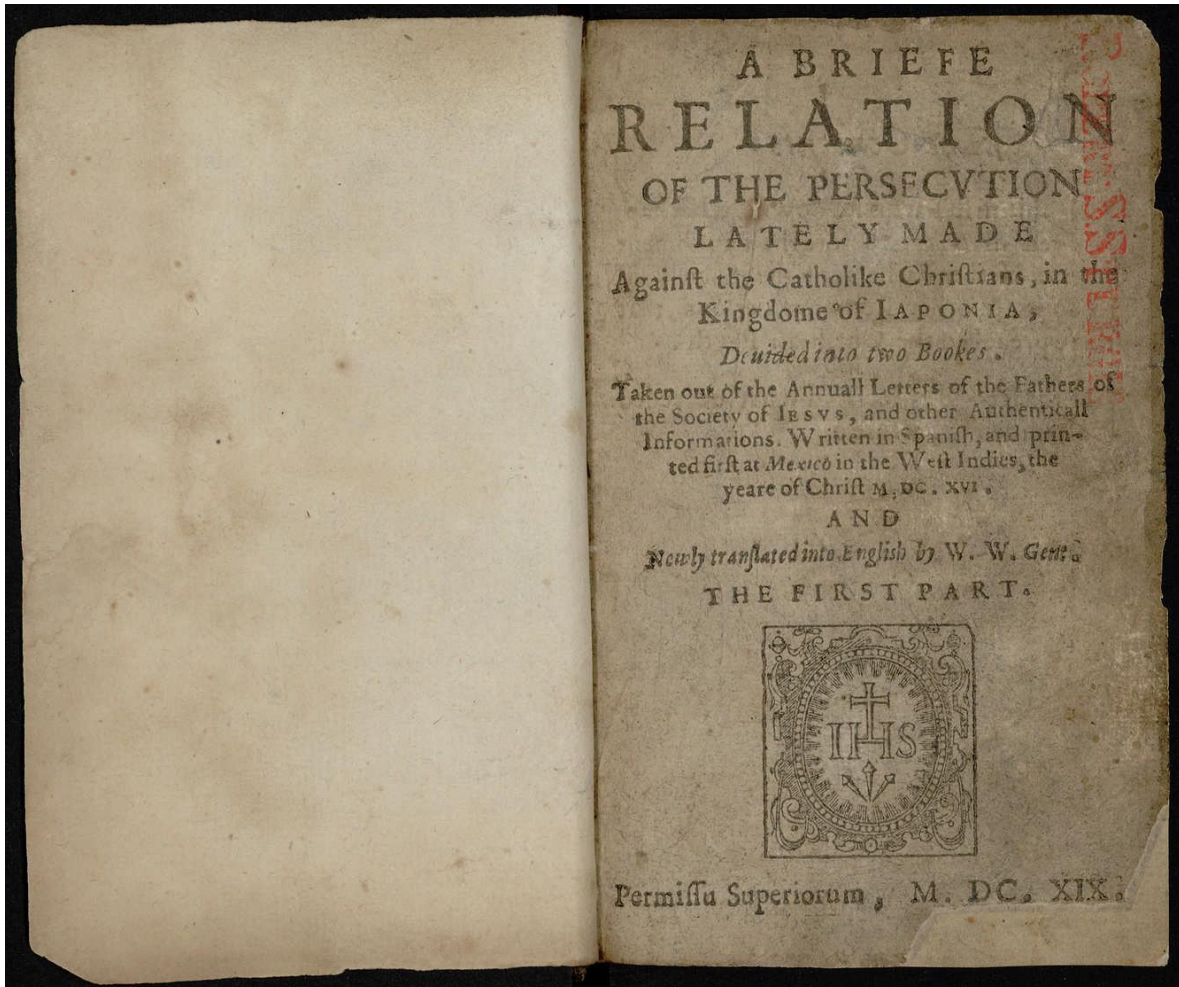 A BRIEFE
RELATION
OF THE PERSECVTION
LATELY MADE
Againſt the Catholike Chriſtians, in the
Kingdome of IAPONIA,
Deuided into two Bookes.
Taken out of the Annuall Letters of the Fathers of
the Society of IESVS, and other Authenticall
Informations. Written in Spaniſh, and prin-
ted firſt at Mexico in the Weſt Indies, the
yeare of Chriſt M. DC. XVI.
AND
Newly tranſlated into Engliſh by W. W. Gent.
THE FIRST PART.
IHS
Permiſſu Superiorum, M. DC. XIX.